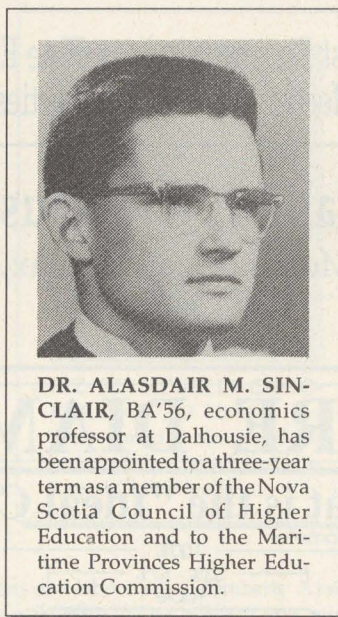 DR. ALASDAIR M. SIN-
CLAIR, BA'56, economics
professor at Dalhousie, has
been appointed to a three-year
term as a member of the Nova
Scotia Council of Higher
Education and to the Mari-
time Provinces Higher Edu-
cation Commission.